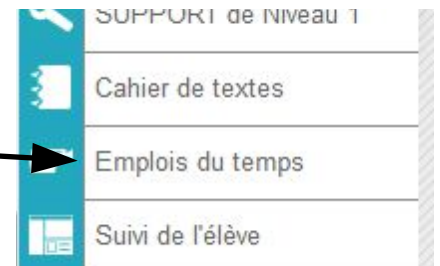 SUPPORT de Niveau 1
Cahier de textes
Emplois du temps
Suivi de l'élève